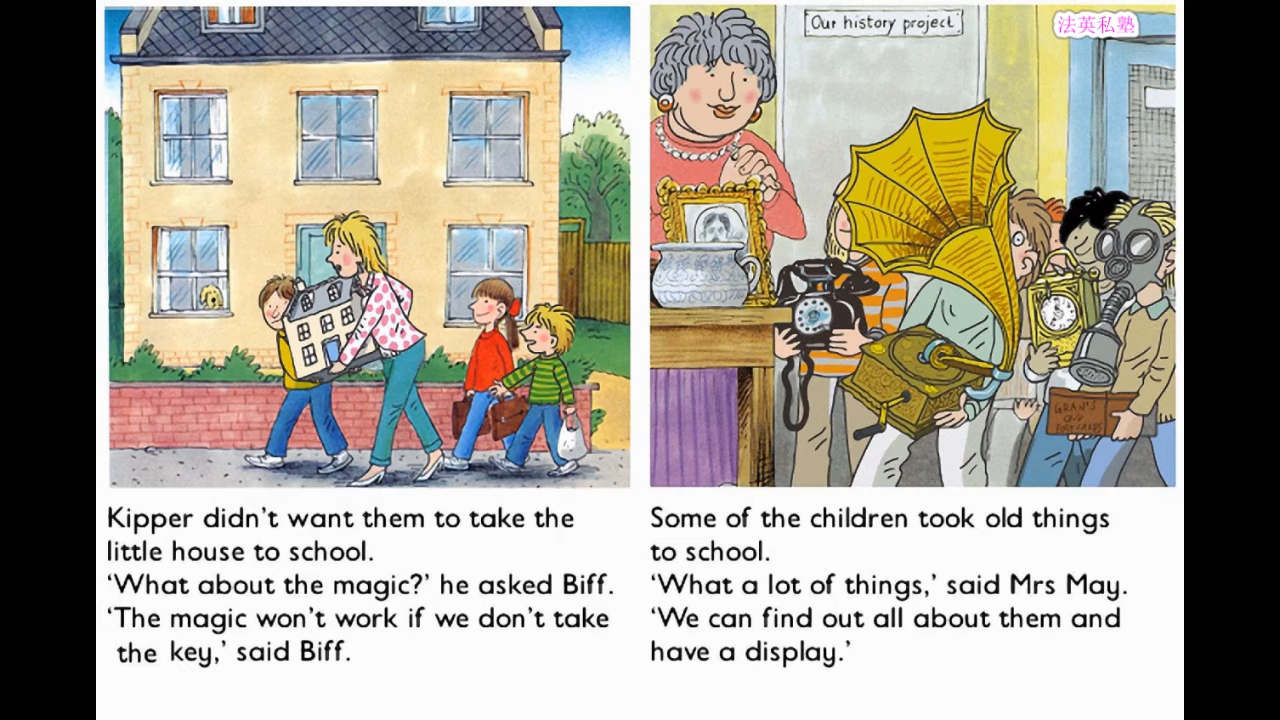 Our history project
法英私塾
GRAN'S
OLD
POSTCARDS
Kipper didn't want them to take the
little house to school.
'What about the magic?' he asked Biff.
'The magic won't work if we don't take
the key,' said Biff.
Some of the children took old things
to school.
'What a lot of things,' said Mrs May.
'We can find out all about them and
have a display.'